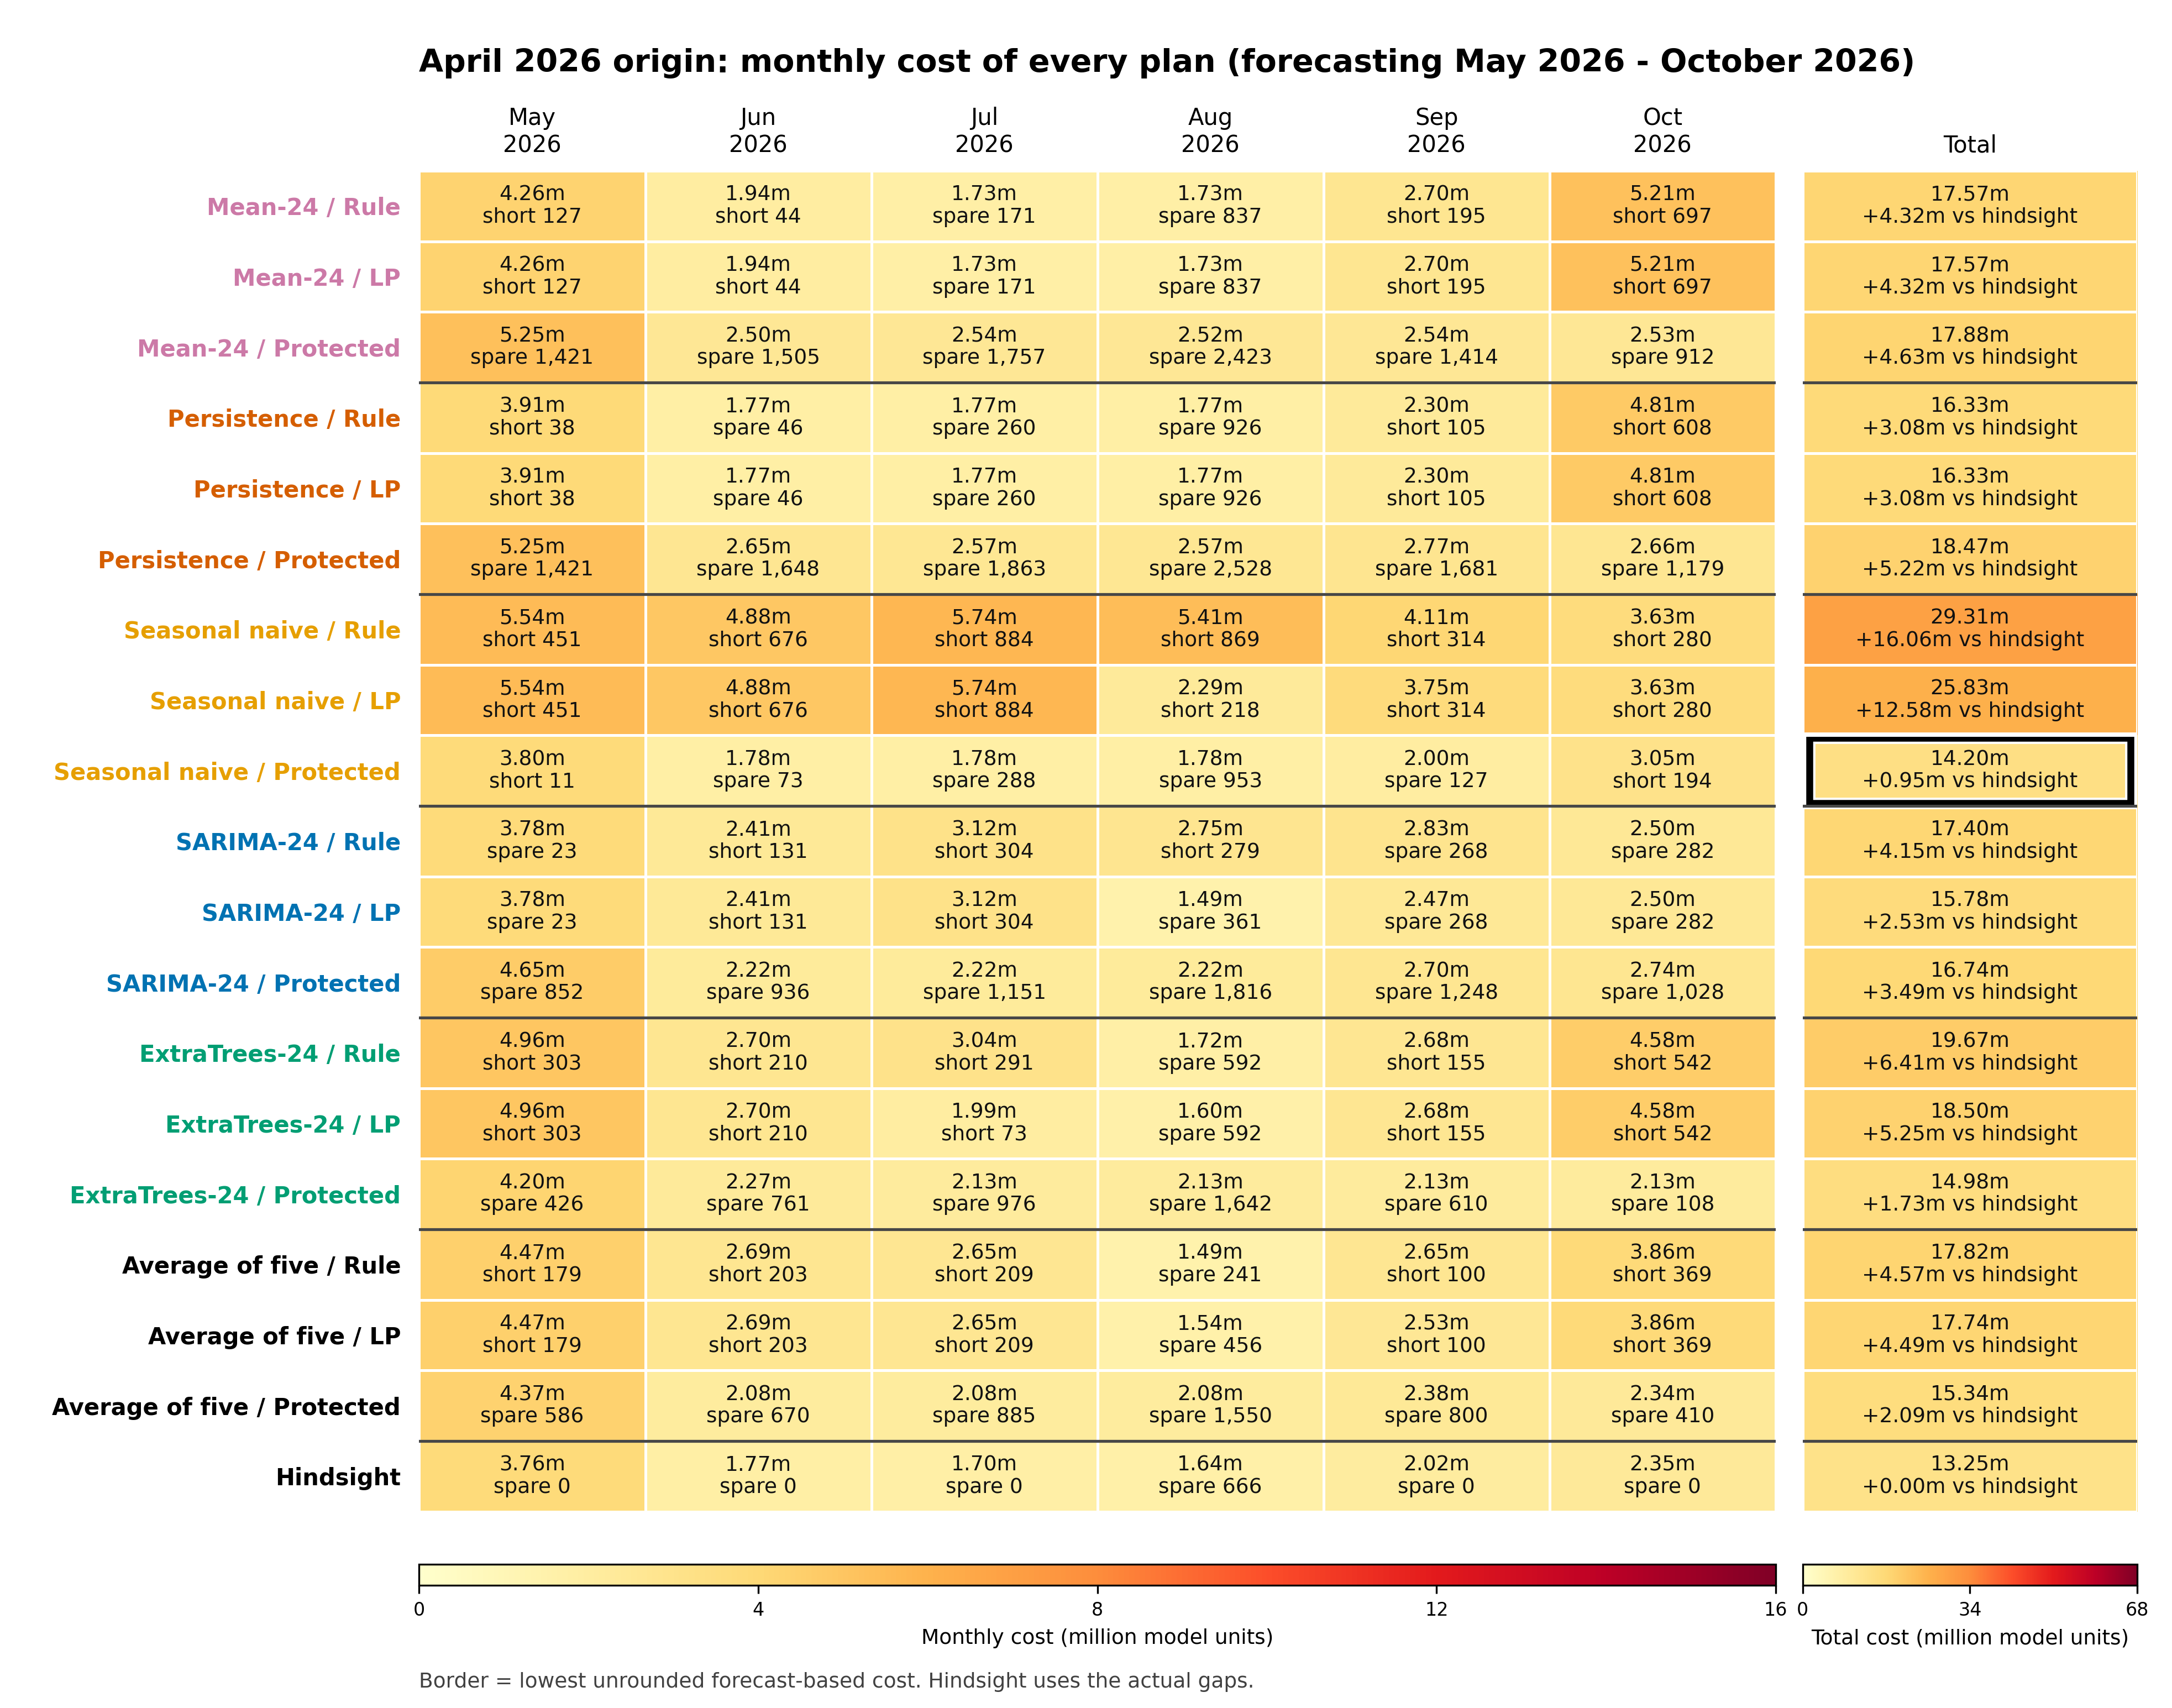 April 2026 origin: monthly cost of every plan (forecasting May 2026 - October 2026)
May Jun Jul Aug Sep Oct
2026 2026 2026 2026 2026 2026 Total
Mean-24 / Rule
4.26m 1.94m 1.73m 1.73m 2.70m 5.21m 17.57m
short 127 short 44 spare 171 spare 837 short 195 short 697 +4.32m vs hindsight
Mean-24 / LP
4.26m 1.94m 1.73m 1.73m 2.70m 5.21m 17.57m
short 127 short 44 spare 171 spare 837 short 195 short 697 +4.32m vs hindsight
Mean-24 / Protected
5.25m 2.50m 2.54m 2.52m 2.54m 2.53m 17.88m
spare 1,421 spare 1,505 spare 1,757 spare 2,423 spare 1,414 spare 912 +4.63m vs hindsight
Persistence / Rule
3.91m 1.77m 1.77m 1.77m 2.30m 4.81m 16.33m
short 38 spare 46 spare 260 spare 926 short 105 short 608 +3.08m vs hindsight
Persistence / LP
3.91m 1.77m 1.77m 1.77m 2.30m 4.81m 16.33m
short 38 spare 46 spare 260 spare 926 short 105 short 608 +3.08m vs hindsight
Persistence / Protected
5.25m 2.65m 2.57m 2.57m 2.77m 2.66m 18.47m
spare 1,421 spare 1,648 spare 1,863 spare 2,528 spare 1,681 spare 1,179 +5.22m vs hindsight
Seasonal naive / Rule
5.54m 4.88m 5.74m 5.41m 4.11m 3.63m 29.31m
short 451 short 676 short 884 short 869 short 314 short 280 +16.06m vs hindsight
Seasonal naive / LP
5.54m 4.88m 5.74m 2.29m 3.75m 3.63m 25.83m
short 451 short 676 short 884 short 218 short 314 short 280 +12.58m vs hindsight
Seasonal naive / Protected
3.80m 1.78m 1.78m 1.78m 2.00m 3.05m 14.20m
short 11 spare 73 spare 288 spare 953 spare 127 short 194 +0.95m vs hindsight
SARIMA-24 / Rule
3.78m 2.41m 3.12m 2.75m 2.83m 2.50m 17.40m
spare 23 short 131 short 304 short 279 spare 268 spare 282 +4.15m vs hindsight
SARIMA-24 / LP
3.78m 2.41m 3.12m 1.49m 2.47m 2.50m 15.78m
spare 23 short 131 short 304 spare 361 spare 268 spare 282 +2.53m vs hindsight
SARIMA-24 / Protected
4.65m 2.22m 2.22m 2.22m 2.70m 2.74m 16.74m
spare 852 spare 936 spare 1,151 spare 1,816 spare 1,248 spare 1,028 +3.49m vs hindsight
ExtraTrees-24 / Rule
4.96m 2.70m 3.04m 1.72m 2.68m 4.58m 19.67m
short 303 short 210 short 291 spare 592 short 155 short 542 +6.41m vs hindsight
ExtraTrees-24 / LP
4.96m 2.70m 1.99m 1.60m 2.68m 4.58m 18.50m
short 303 short 210 short 73 spare 592 short 155 short 542 +5.25m vs hindsight
ExtraTrees-24 / Protected
4.20m 2.27m 2.13m 2.13m 2.13m 2.13m 14.98m
spare 426 spare 761 spare 976 spare 1,642 spare 610 spare 108 +1.73m vs hindsight
Average of five / Rule
4.47m 2.69m 2.65m 1.49m 2.65m 3.86m 17.82m
short 179 short 203 short 209 spare 241 short 100 short 369 +4.57m vs hindsight
Average of five / LP
4.47m 2.69m 2.65m 1.54m 2.53m 3.86m 17.74m
short 179 short 203 short 209 spare 456 short 100 short 369 +4.49m vs hindsight
Average of five / Protected
4.37m 2.08m 2.08m 2.08m 2.38m 2.34m 15.34m
spare 586 spare 670 spare 885 spare 1,550 spare 800 spare 410 +2.09m vs hindsight
Hindsight
3.76m 1.77m 1.70m 1.64m 2.02m 2.35m 13.25m
spare 0 spare 0 spare 0 spare 666 spare 0 spare 0 +0.00m vs hindsight
0 4 8 12 16 0 34 68
Monthly cost (million model units) Total cost (million model units)
Border = lowest unrounded forecast-based cost. Hindsight uses the actual gaps.